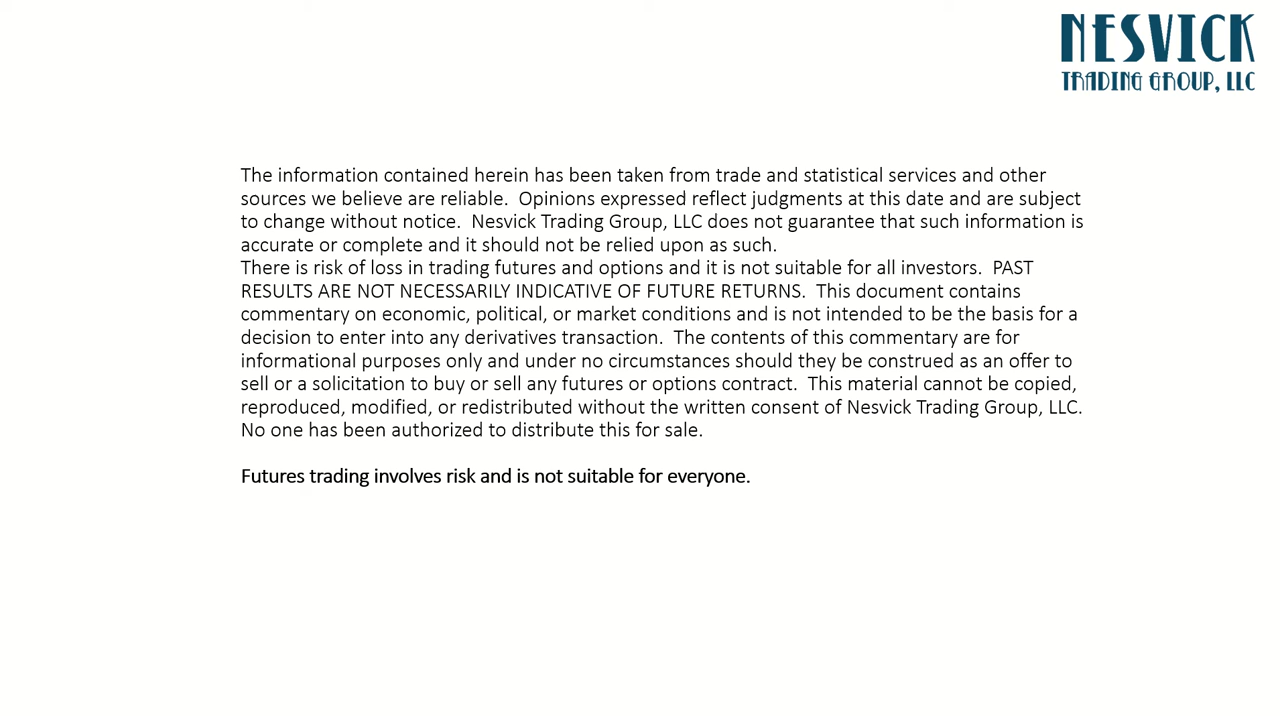 NESVICK
TRADING GROUP, LLC
The information contained herein has been taken from trade and statistical services and other
sources we believe are reliable.  Opinions expressed reflect judgments at this date and are subject
to change without notice.  Nesvick Trading Group, LLC does not guarantee that such information is
accurate or complete and it should not be relied upon as such.
There is risk of loss in trading futures and options and it is not suitable for all investors.  PAST
RESULTS ARE NOT NECESSARILY INDICATIVE OF FUTURE RETURNS.  This document contains
commentary on economic, political, or market conditions and is not intended to be the basis for a
decision to enter into any derivatives transaction.  The contents of this commentary are for
informational purposes only and under no circumstances should they be construed as an offer to
sell or a solicitation to buy or sell any futures or options contract.  This material cannot be copied,
reproduced, modified, or redistributed without the written consent of Nesvick Trading Group, LLC.
No one has been authorized to distribute this for sale.
Futures trading involves risk and is not suitable for everyone.